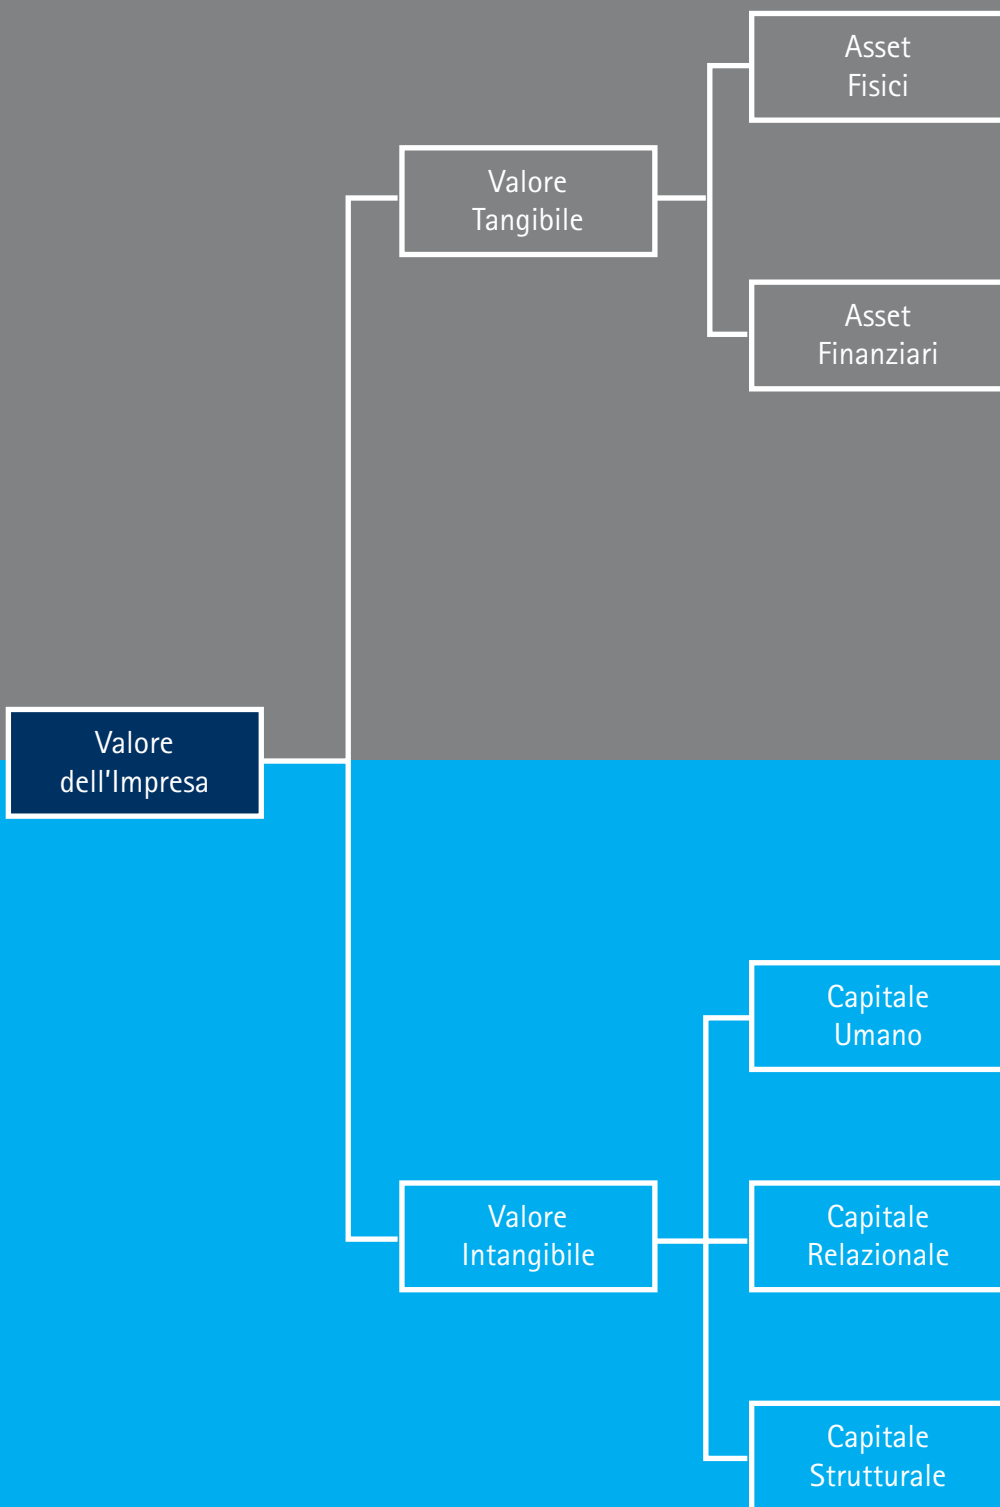 Asset
Fisici
Valore
Tangibile
Asset
Finanziari
Valore
dell'Impresa
Capitale
Umano
Valore
Intangibile
Capitale
Relazionale
Capitale
Strutturale